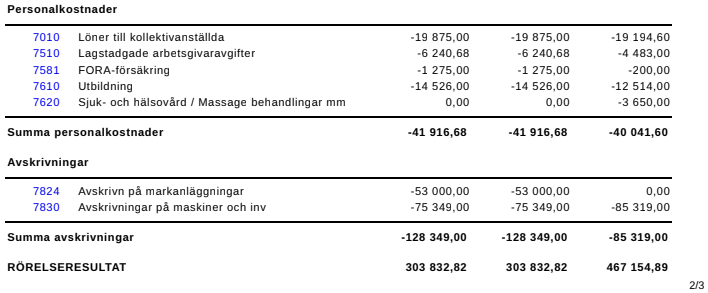 Personalkostnader
7010 Löner till kollektivanställda -19 875,00 -19 875,00 -19 194,60
7510 Lagstadgade arbetsgivaravgifter -6 240,68 -6 240,68 -4 483,00
7581 FORA-försäkring -1 275,00 -1 275,00 -200,00
7610 Utbildning -14 526,00 -14 526,00 -12 514,00
7620 Sjuk- och hälsovård / Massage behandlingar mm 0,00 0,00 -3 650,00
Summa personalkostnader -41 916,68 -41 916,68 -40 041,60
Avskrivningar
7824 Avskrivn på markanläggningar -53 000,00 -53 000,00 0,00
7830 Avskrivningar på maskiner och inv -75 349,00 -75 349,00 -85 319,00
Summa avskrivningar -128 349,00 -128 349,00 -85 319,00
RÖRELSERESULTAT 303 832,82 303 832,82 467 154,89
2/3